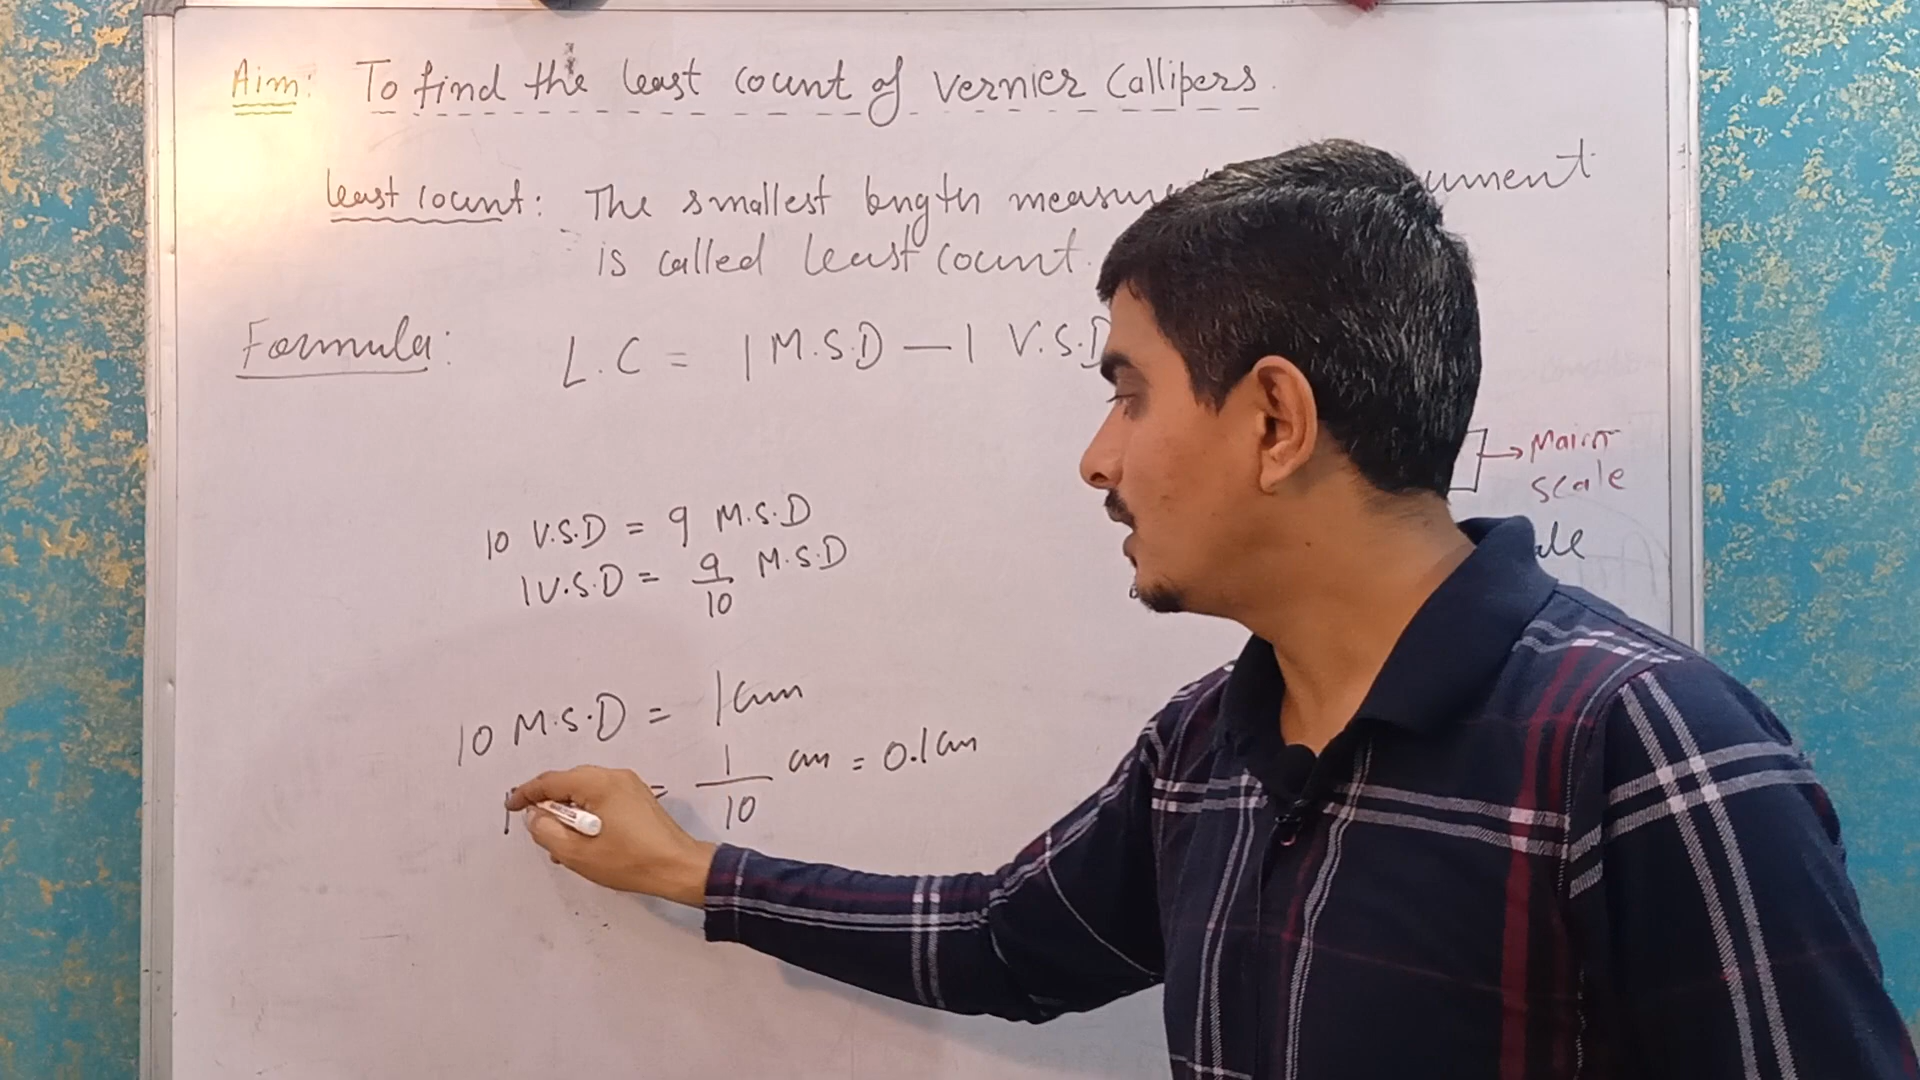 Aim: To find the least count of Vernier Callipers.
least count: The smallest length
is called least count.
Formula: L.C = 1 M.S.D — 1 V.S.D
Main
scale
10 V.S.D = 9 M.S.D
1 V.S.D = 9/10 M.S.D
10 M.S.D = 1 cm
= 1/10 cm = 0.1 cm